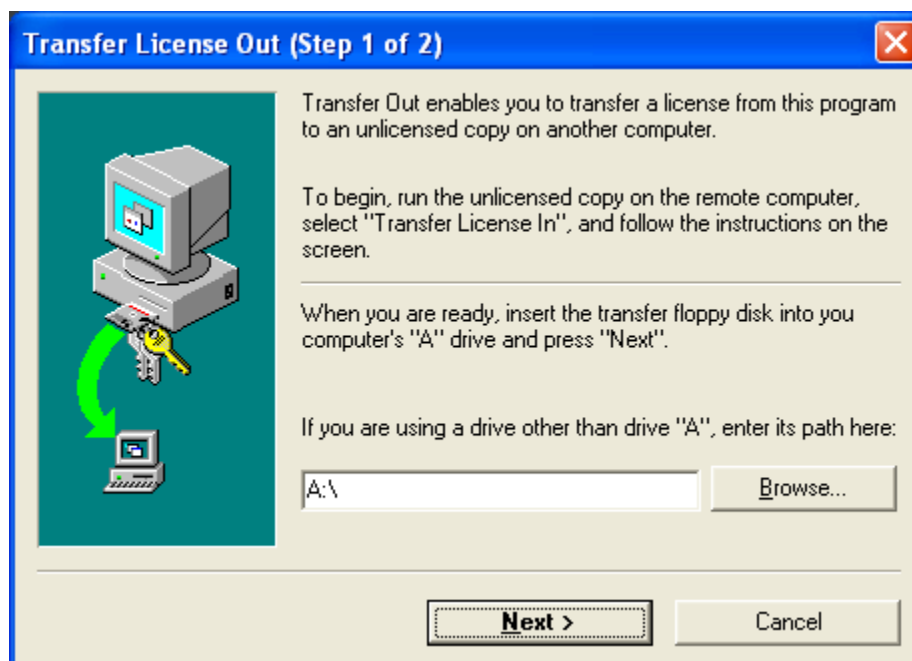 Transfer License Out (Step 1 of 2)
Transfer Out enables you to transfer a license from this program
to an unlicensed copy on another computer.
To begin, run the unlicensed copy on the remote computer,
select "Transfer License In", and follow the instructions on the
screen.
When you are ready, insert the transfer floppy disk into you
computer's "A" drive and press "Next".
If you are using a drive other than drive "A", enter its path here:
A:\
Browse...
Next >
Cancel